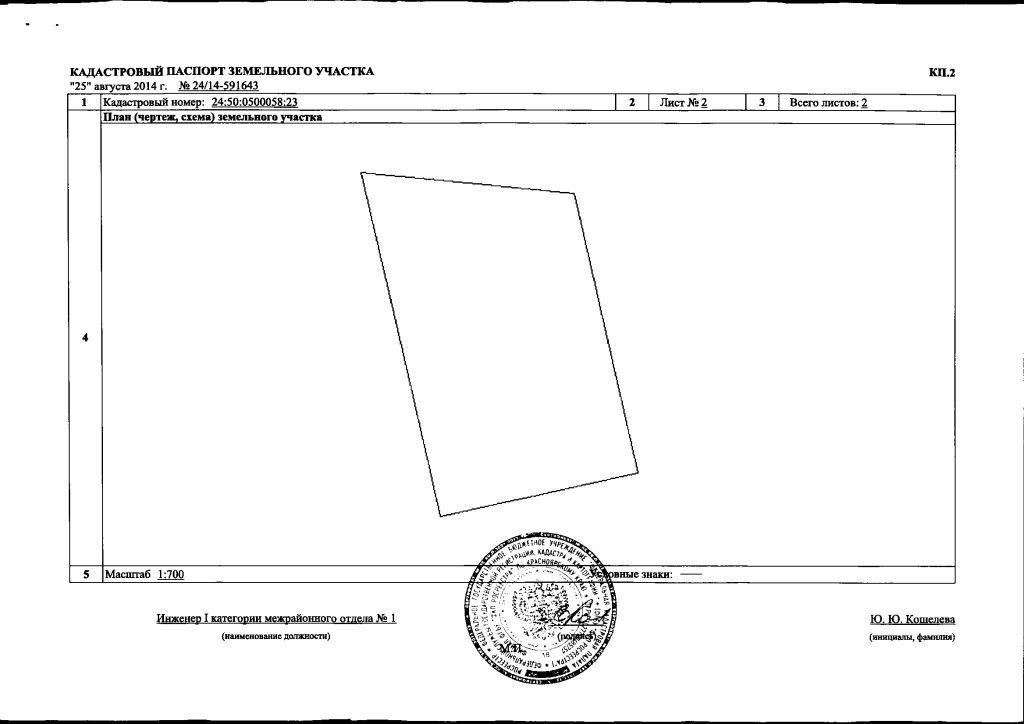 КАДАСТРОВЫЙ ПАСПОРТ ЗЕМЕЛЬНОГО УЧАСТКА
КП.2
"25" августа 2014 г. № 24/14-591643
1 Кадастровый номер: 24:50:0500058:23 2 Лист № 2 3 Всего листов: 2
План (чертеж, схема) земельного участка
4
5 Масштаб 1:700 Условные знаки: ——
Инженер I категории межрайонного отдела № 1 Ю. Ю. Кошелева
(наименование должности) (подпись) (инициалы, фамилия)
М.П.